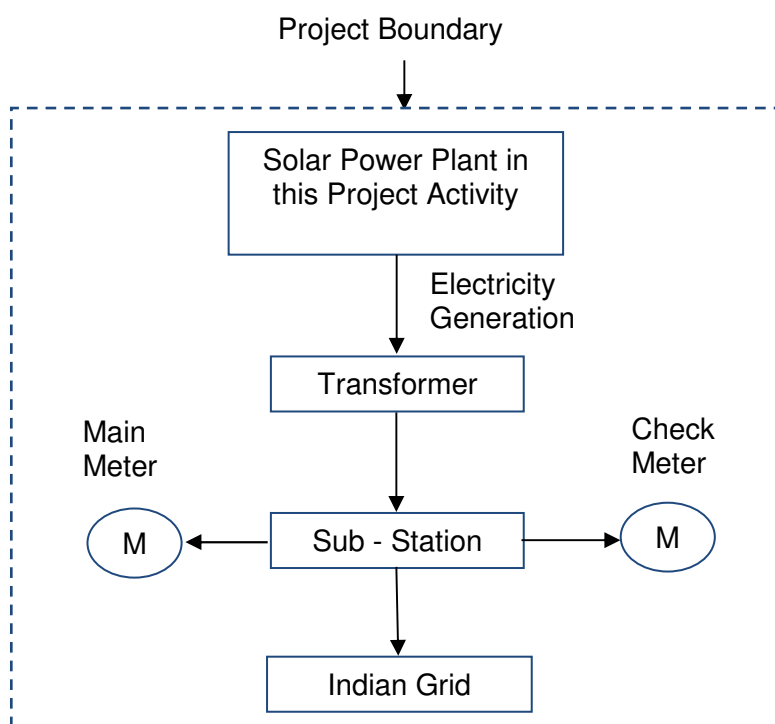 Project Boundary
Solar Power Plant in
this Project Activity
Electricity
Generation
Transformer
Main
Meter
Check
Meter
M
Sub - Station
M
Indian Grid